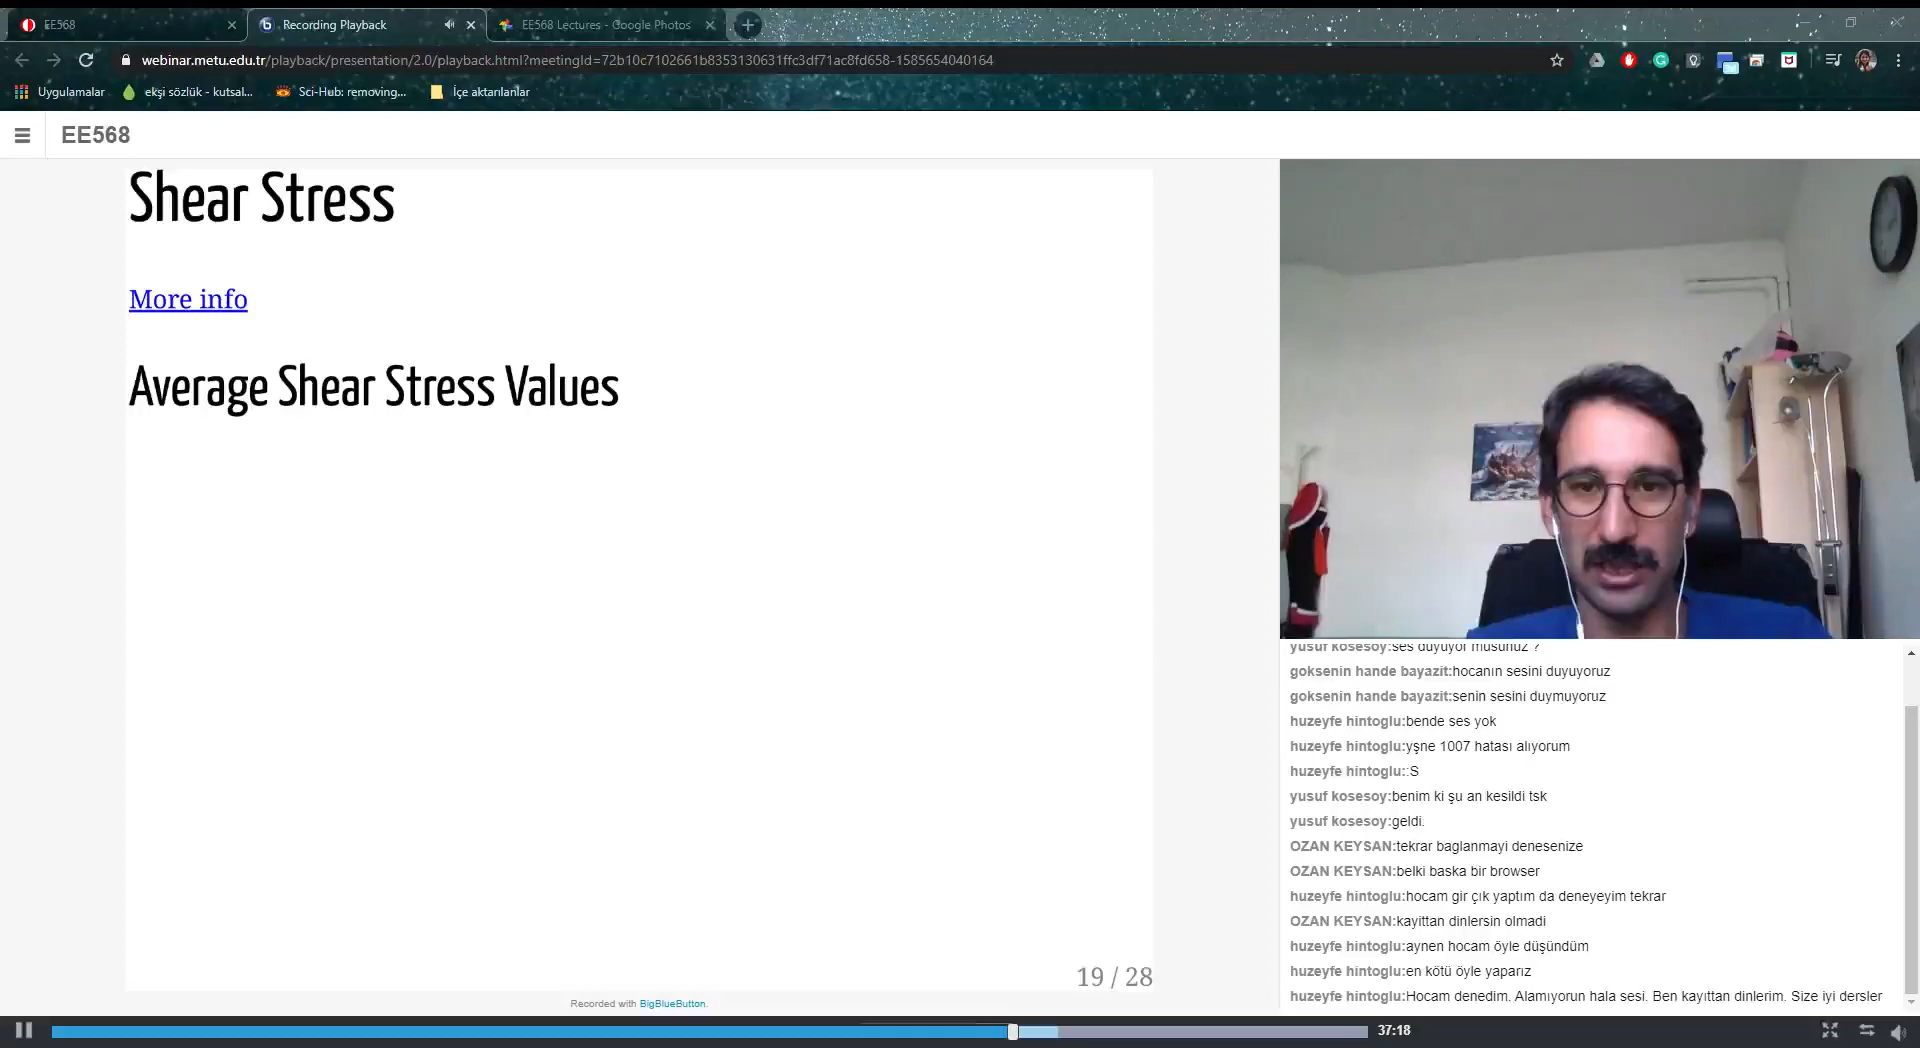 EE568
Recording Playback
EE568 Lectures - Google Photos
webinar.metu.edu.tr/playback/presentation/2.0/playback.html?meetingId=72b10c7102661b8353130631ffc3df71ac8fd658-1585654040164
Uygulamalar
ekşi sözlük - kutsal...
Sci-Hub: removing...
İçe aktarılanlar
EE568
Shear Stress
More info
Average Shear Stress Values
19 / 28
Recorded with BigBlueButton.
yusuf kosesoy:ses duyuyor musunuz ?
goksenin hande bayazit:hocanın sesini duyuyoruz
goksenin hande bayazit:senin sesini duymuyoruz
huzeyfe hintoglu:bende ses yok
huzeyfe hintoglu:yşne 1007 hatası alıyorum
huzeyfe hintoglu::S
yusuf kosesoy:benim ki şu an kesildi tsk
yusuf kosesoy:geldi.
OZAN KEYSAN:tekrar baglanmayi denesenize
OZAN KEYSAN:belki baska bir browser
huzeyfe hintoglu:hocam gir çık yaptım da deneyeyim tekrar
OZAN KEYSAN:kayittan dinlersin olmadi
huzeyfe hintoglu:aynen hocam öyle düşündüm
huzeyfe hintoglu:en kötü öyle yaparız
huzeyfe hintoglu:Hocam denedim. Alamıyorun hala sesi. Ben kayıttan dinlerim. Size iyi dersler
37:18